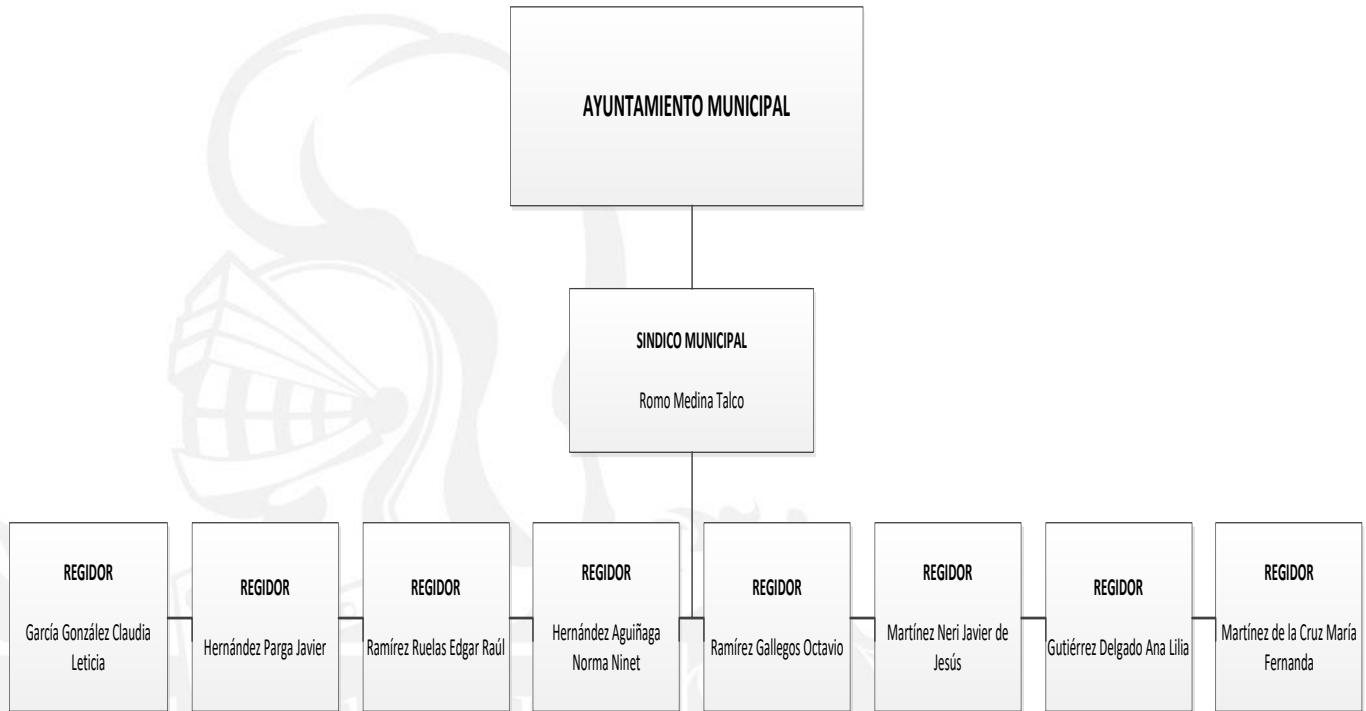 AYUNTAMIENTO MUNICIPAL
SINDICO MUNICIPAL
Romo Medina Talco
REGIDOR
García González Claudia
Leticia
REGIDOR
Hernández Parga Javier
REGIDOR
Ramírez Ruelas Edgar Raúl
REGIDOR
Hernández Aguiñaga
Norma Ninet
REGIDOR
Ramírez Gallegos Octavio
REGIDOR
Martínez Neri Javier de
Jesús
REGIDOR
Gutiérrez Delgado Ana Lilia
REGIDOR
Martínez de la Cruz María
Fernanda